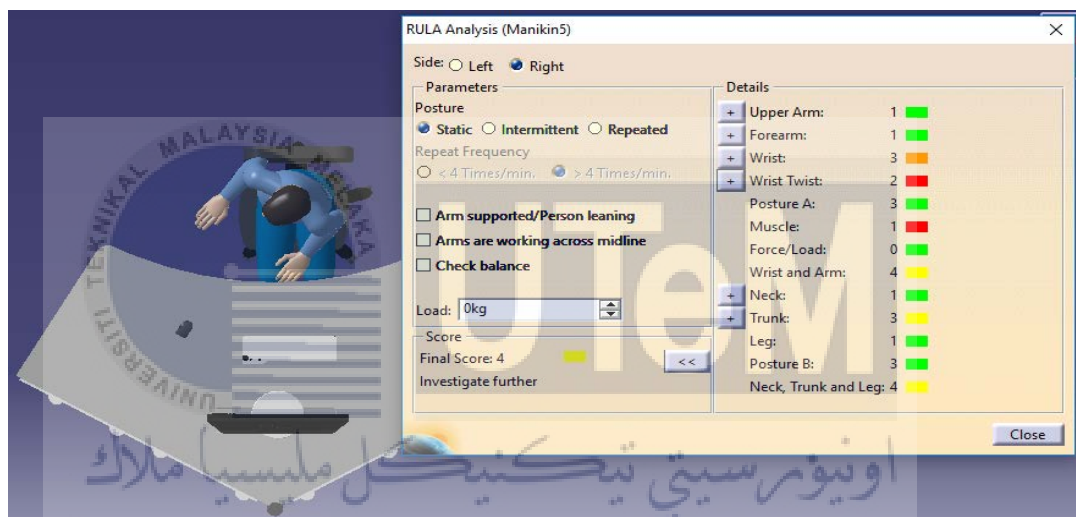 RULA Analysis (Manikin5)
Side: Left Right
Parameters
Posture
Static Intermittent Repeated
Repeat Frequency
< 4 Times/min. > 4 Times/min.
Arm supported/Person leaning
Arms are working across midline
Check balance
Load: 0kg
Score
Final Score: 4
<<
Investigate further
Details
+ Upper Arm: 1
+ Forearm: 1
+ Wrist: 3
+ Wrist Twist: 2
Posture A: 3
Muscle: 1
Force/Load: 0
Wrist and Arm: 4
+ Neck: 1
+ Trunk: 3
Leg: 1
Posture B: 3
Neck, Trunk and Leg: 4
Close
UNIVERSITI TEKNIKAL MALAYSIA MELAKA
UTeM
اونيۏرسيتي تيكنيكل مليسيا ملاك